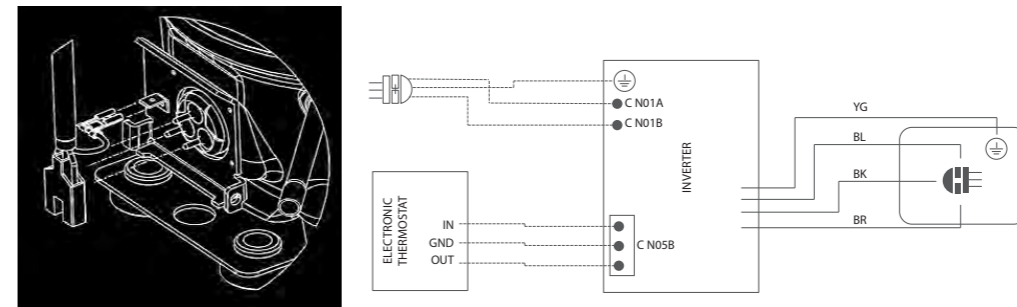 C N01A
C N01B
INVERTER
ELECTRONIC
THERMOSTAT
IN
GND
OUT
C N05B
YG
BL
BK
BR